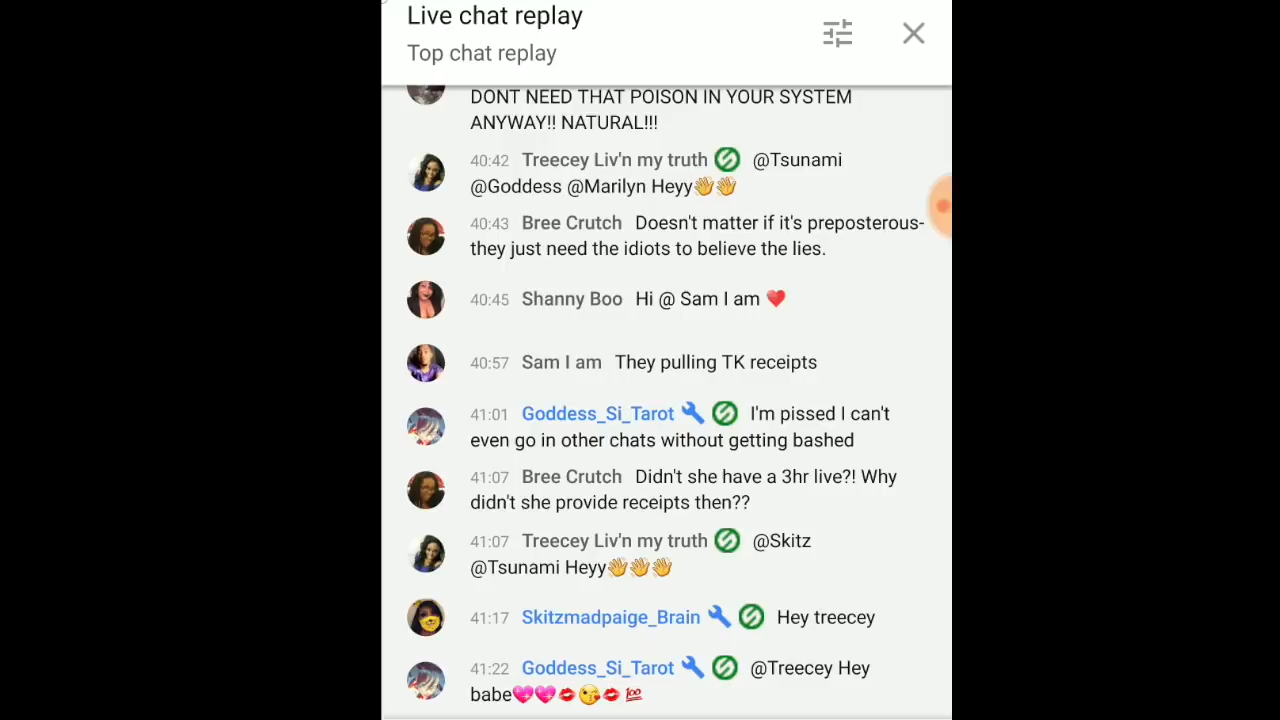 Live chat replay
Top chat replay
DONT NEED THAT POISON IN YOUR SYSTEM
ANYWAY!! NATURAL!!!
40:42 Treecey Liv'n my truth @Tsunami
@Goddess @Marilyn Heyy👋👋
40:43 Bree Crutch Doesn't matter if it's preposterous-
they just need the idiots to believe the lies.
40:45 Shanny Boo Hi @ Sam I am ❤️
40:57 Sam I am They pulling TK receipts
41:01 Goddess_Si_Tarot I'm pissed I can't
even go in other chats without getting bashed
41:07 Bree Crutch Didn't she have a 3hr live?! Why
didn't she provide receipts then??
41:07 Treecey Liv'n my truth @Skitz
@Tsunami Heyy👋👋👋
41:17 Skitzmadpaige_Brain Hey treecey
41:22 Goddess_Si_Tarot @Treecey Hey
babe💖💖💋😘💋💯